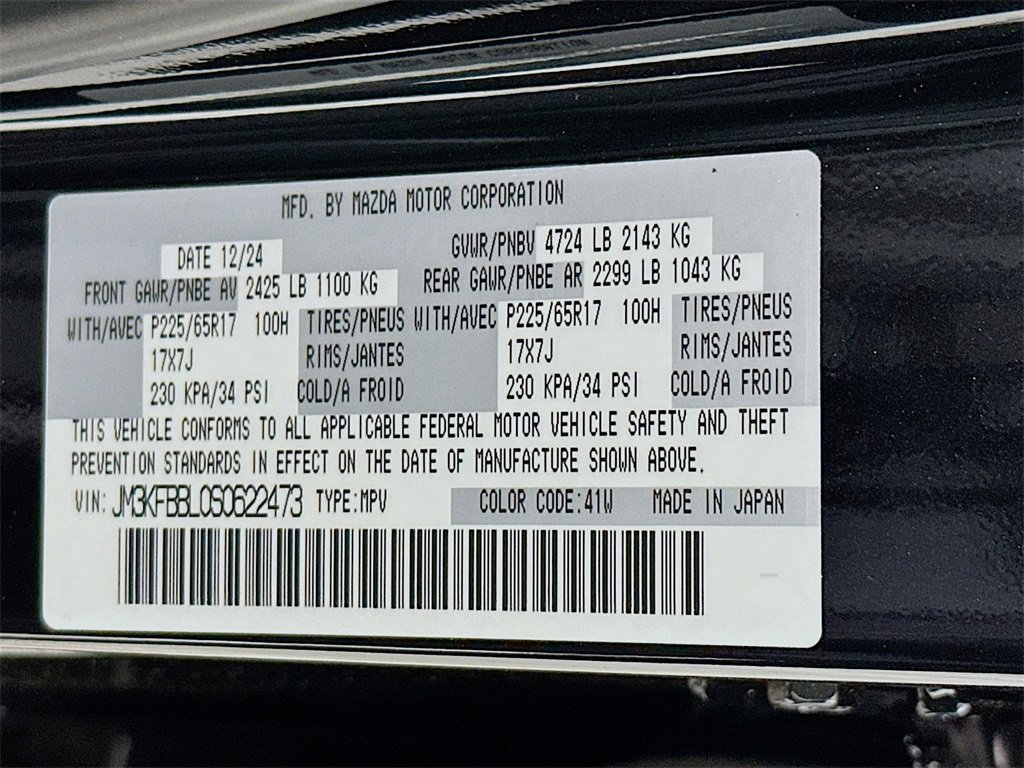 MFD. BY MAZDA MOTOR CORPORATION
DATE 12/24 GVWR/PNBV 4724 LB 2143 KG
FRONT GAWR/PNBE AV 2425 LB 1100 KG REAR GAWR/PNBE AR 2299 LB 1043 KG
WITH/AVEC P225/65R17 100H TIRES/PNEUS WITH/AVEC P225/65R17 100H TIRES/PNEUS
17X7J RIMS/JANTES 17X7J RIMS/JANTES
230 KPA/34 PSI COLD/A FROID 230 KPA/34 PSI COLD/A FROID
THIS VEHICLE CONFORMS TO ALL APPLICABLE FEDERAL MOTOR VEHICLE SAFETY AND THEFT
PREVENTION STANDARDS IN EFFECT ON THE DATE OF MANUFACTURE SHOWN ABOVE.
VIN: JM3KFBBL0S0622473 TYPE:MPV COLOR CODE:41W MADE IN JAPAN